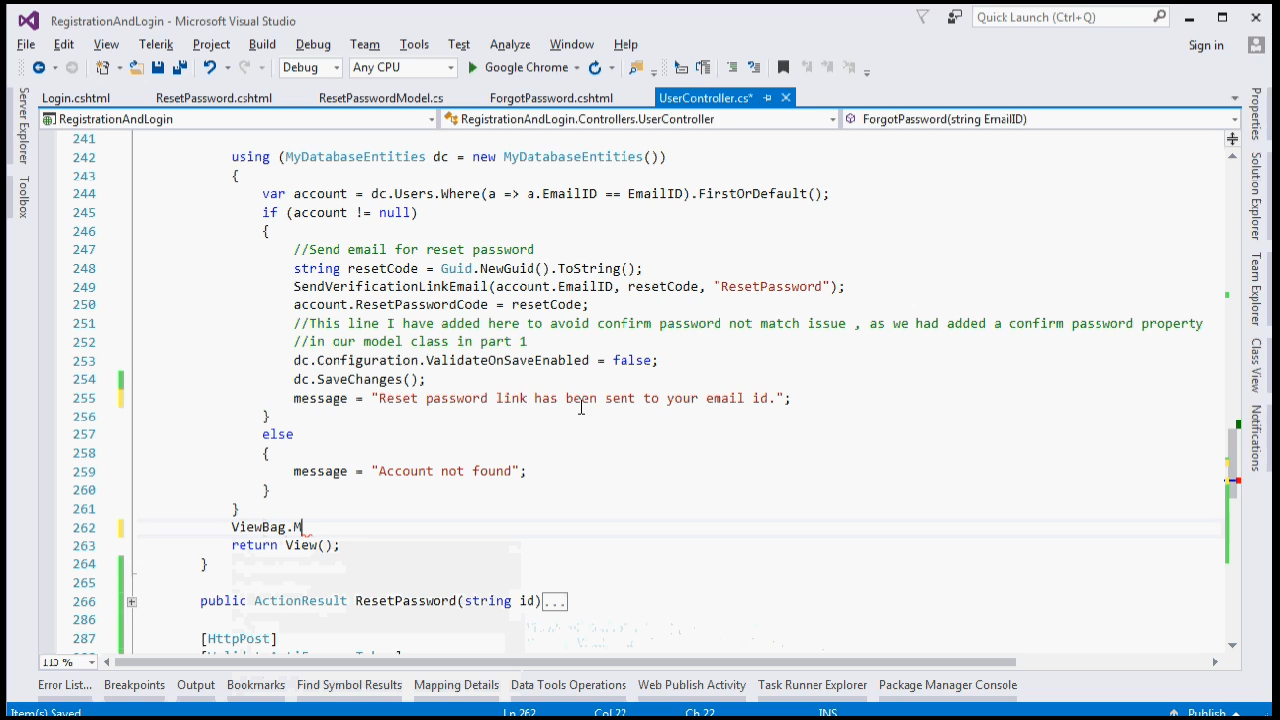 RegistrationAndLogin - Microsoft Visual Studio
Quick Launch (Ctrl+Q)
File Edit View Telerik Project Build Debug Team Tools Test Analyze Window Help
Sign in
Debug Any CPU Google Chrome
Login.cshtml ResetPassword.cshtml ResetPasswordModel.cs ForgotPassword.cshtml UserController.cs*
RegistrationAndLogin RegistrationAndLogin.Controllers.UserController ForgotPassword(string EmailID)
Server Explorer
Toolbox
241
242 using (MyDatabaseEntities dc = new MyDatabaseEntities())
243 {
244 var account = dc.Users.Where(a => a.EmailID == EmailID).FirstOrDefault();
245 if (account != null)
246 {
247 //Send email for reset password
248 string resetCode = Guid.NewGuid().ToString();
249 SendVerificationLinkEmail(account.EmailID, resetCode, "ResetPassword");
250 account.ResetPasswordCode = resetCode;
251 //This line I have added here to avoid confirm password not match issue , as we had added a confirm password property
252 //in our model class in part 1
253 dc.Configuration.ValidateOnSaveEnabled = false;
254 dc.SaveChanges();
255 message = "Reset password link has been sent to your email id.";
256 }
257 else
258 {
259 message = "Account not found";
260 }
261 }
262 ViewBag.M
263 return View();
264 }
265
266 public ActionResult ResetPassword(string id)...
286
287 [HttpPost]
Properties
Solution Explorer
Team Explorer
Class View
Notifications
113 %
Error List... Breakpoints Output Bookmarks Find Symbol Results Mapping Details Data Tools Operations Web Publish Activity Task Runner Explorer Package Manager Console
Item(s) Saved Ln 262 Col 22 Ch 22 INS Publish